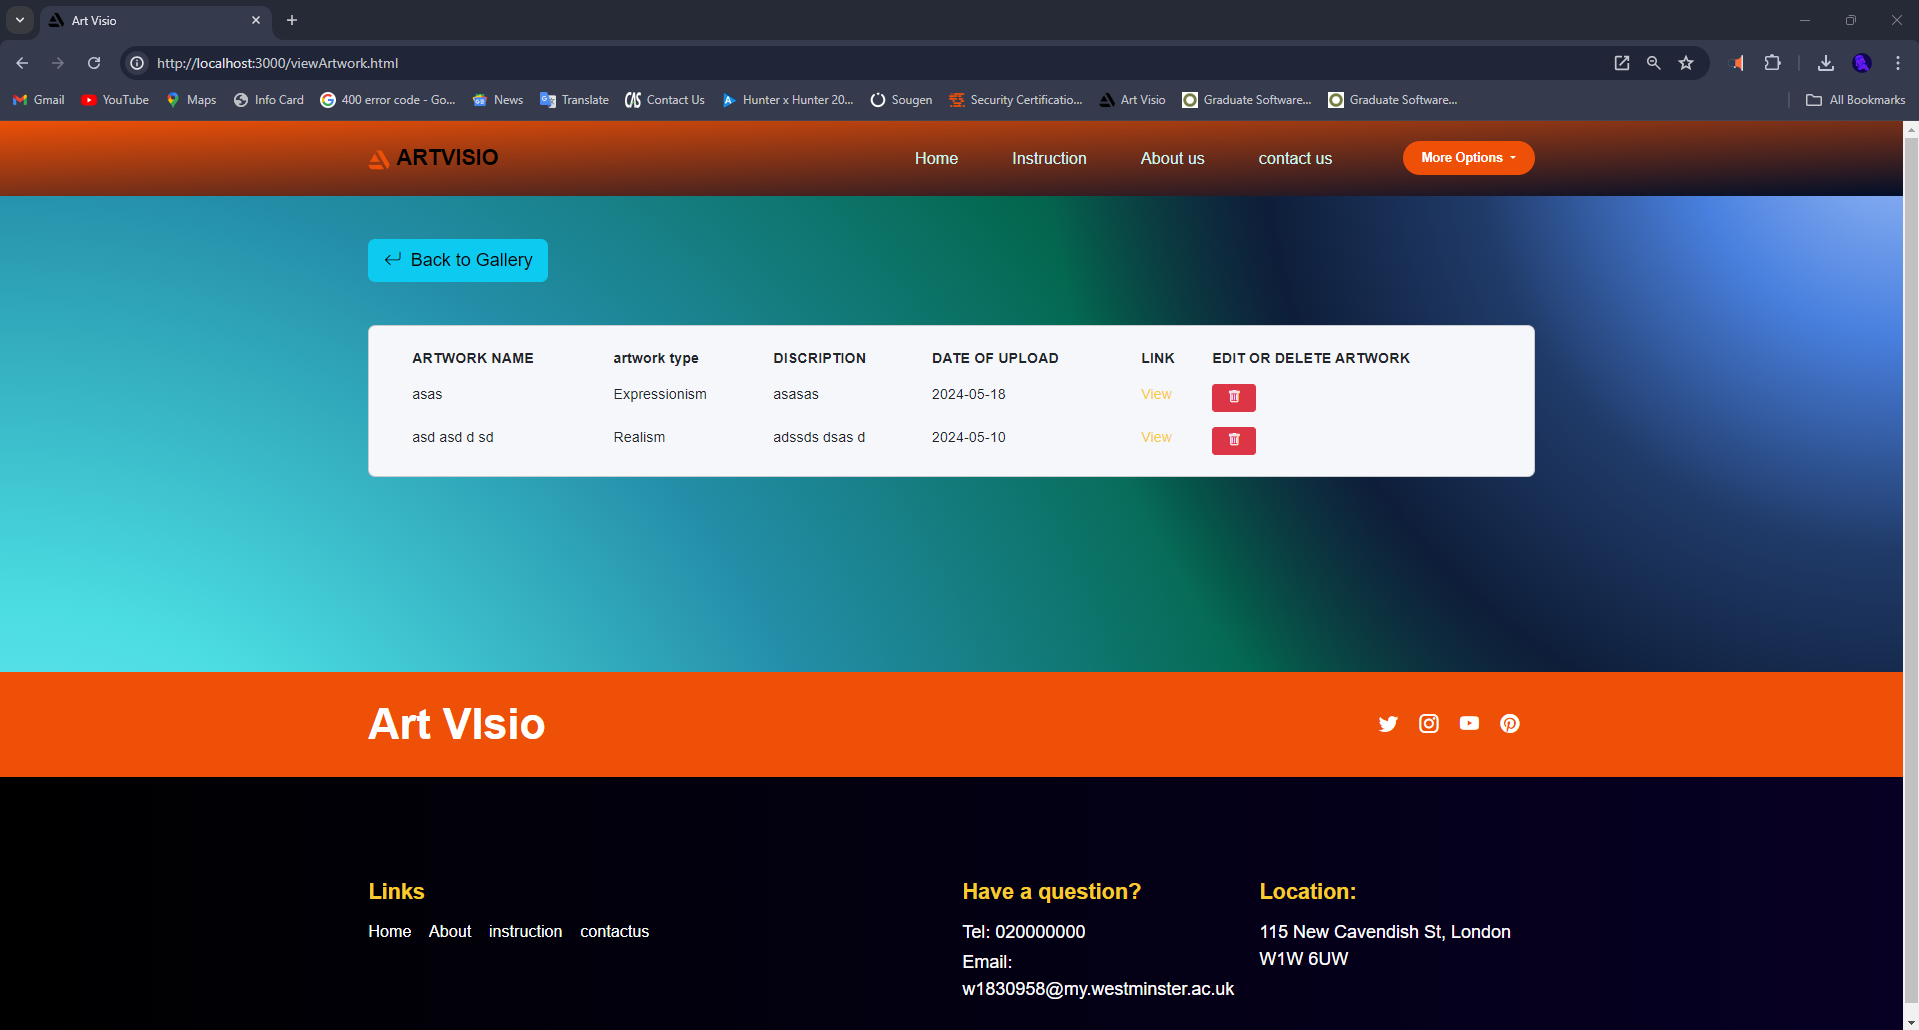 Art Visio
http://localhost:3000/viewArtwork.html
Gmail YouTube Maps Info Card 400 error code - Go... News Translate Contact Us Hunter x Hunter 20... Sougen Security Certificatio... Art Visio Graduate Software... Graduate Software... All Bookmarks
ARTVISIO Home Instruction About us contact us More Options
Back to Gallery
ARTWORK NAME artwork type DISCRIPTION DATE OF UPLOAD LINK EDIT OR DELETE ARTWORK
asas Expressionism asasas 2024-05-18 View
asd asd d sd Realism adssds dsas d 2024-05-10 View
Art VIsio
Links
Home About instruction contactus
Have a question?
Tel: 020000000
Email:
w1830958@my.westminster.ac.uk
Location:
115 New Cavendish St, London
W1W 6UW